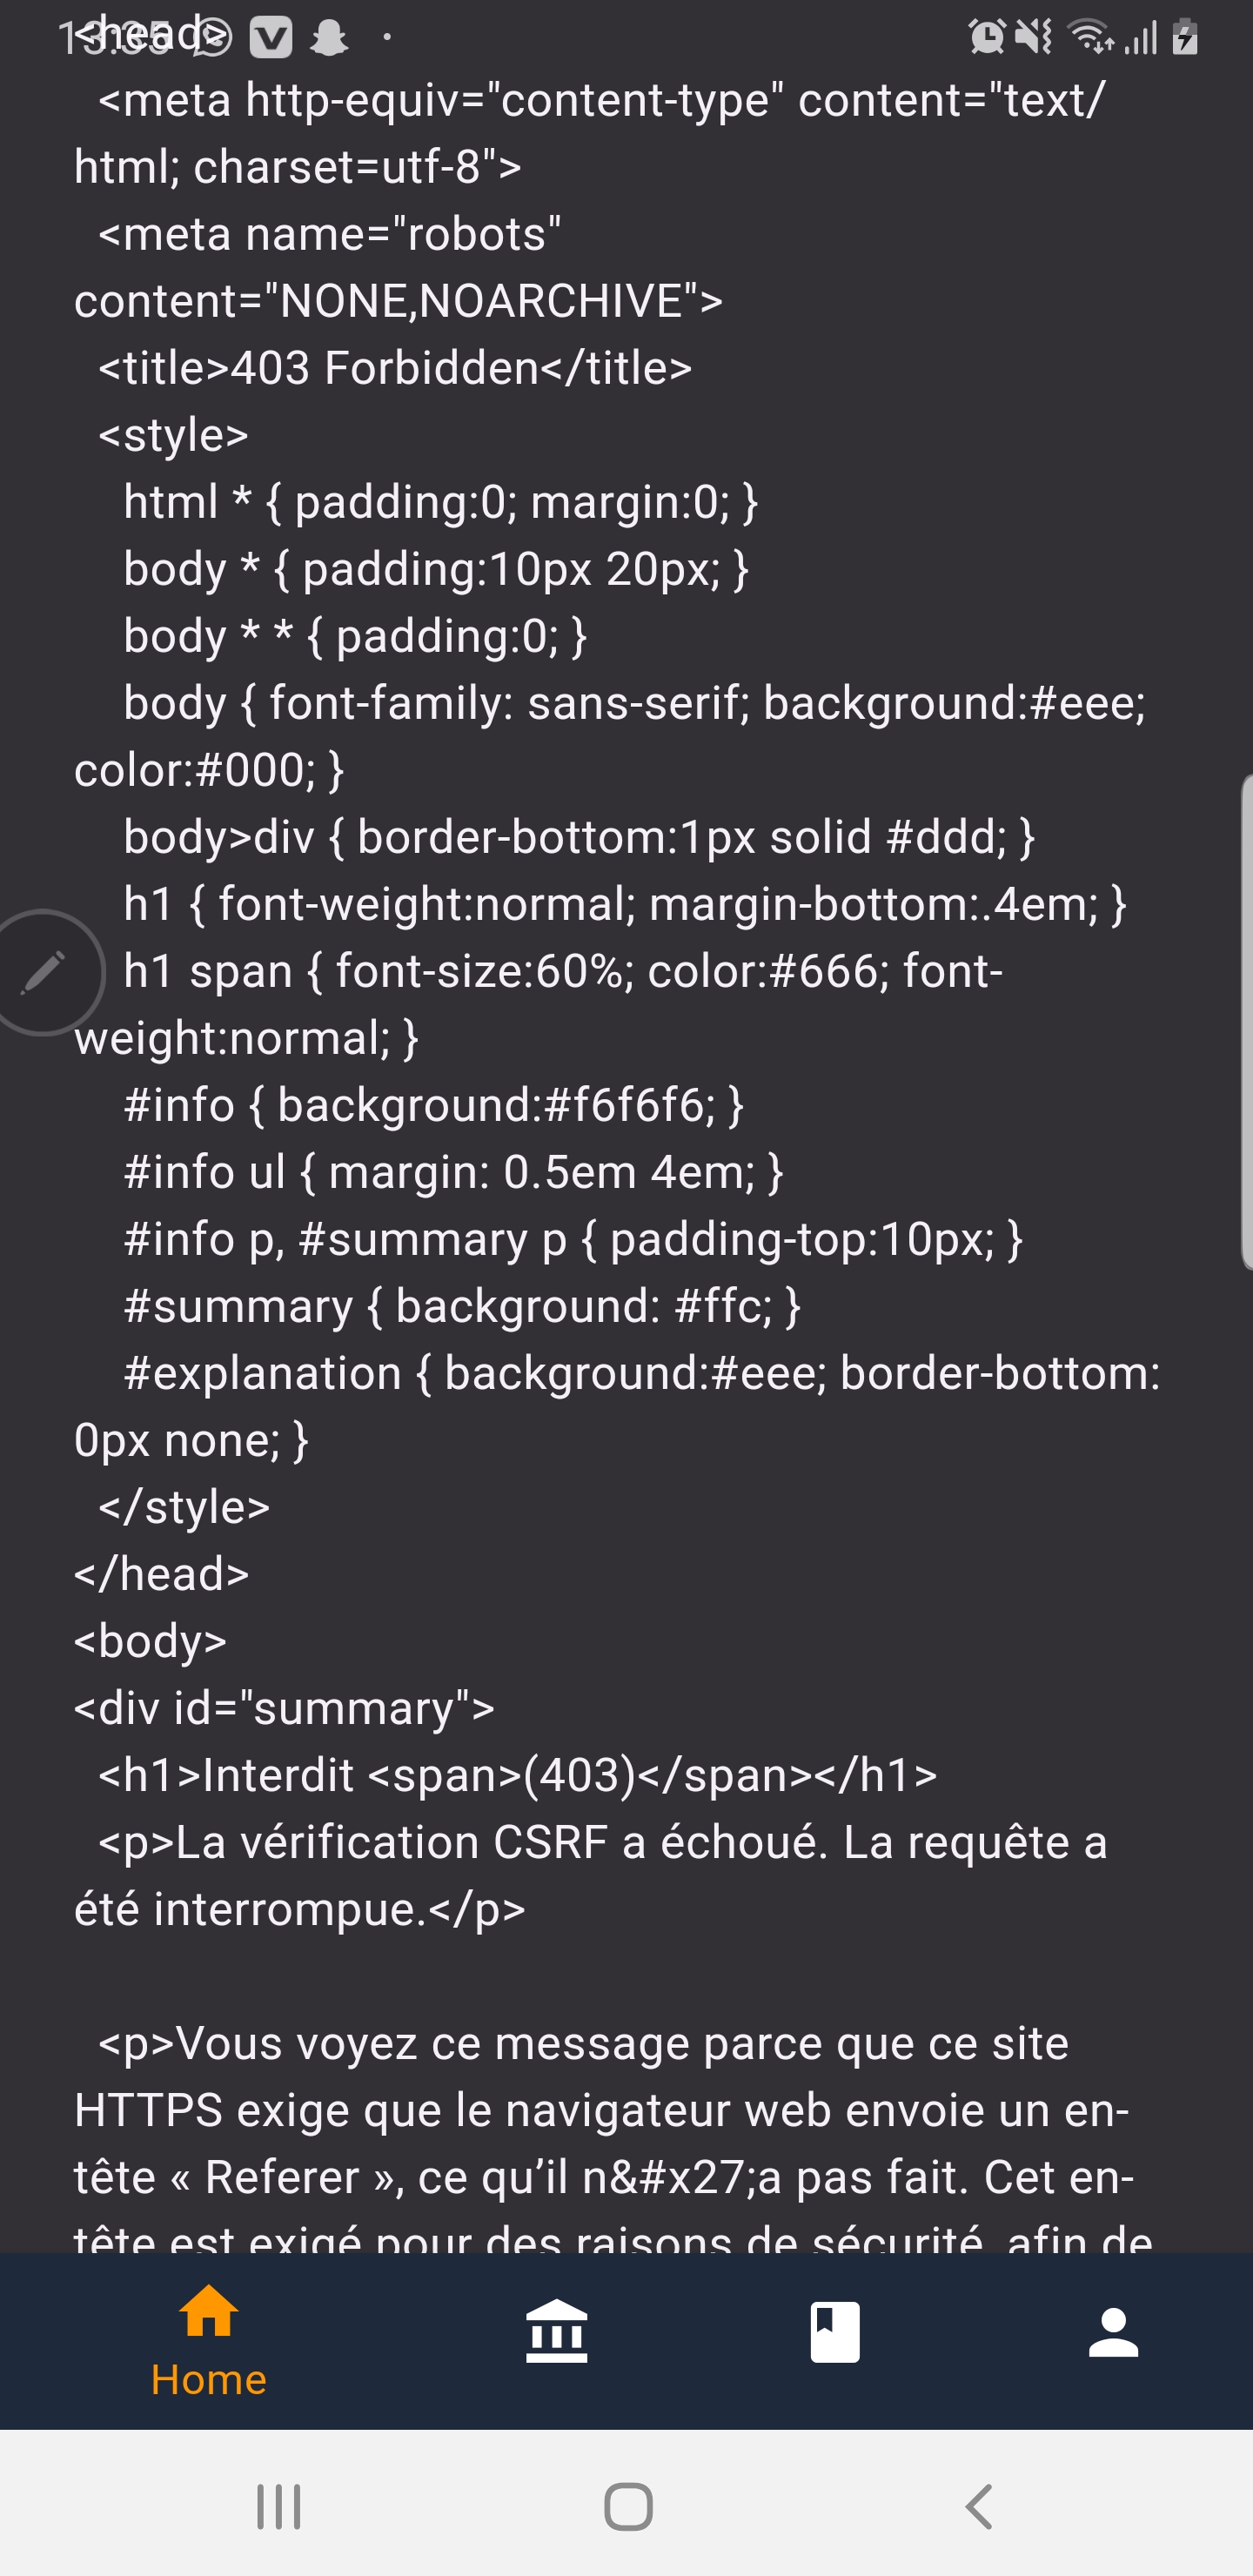 13:35
<head>
<meta http-equiv="content-type" content="text/
html; charset=utf-8">
<meta name="robots"
content="NONE,NOARCHIVE">
<title>403 Forbidden</title>
<style>
html * { padding:0; margin:0; }
body * { padding:10px 20px; }
body * * { padding:0; }
body { font-family: sans-serif; background:#eee;
color:#000; }
body>div { border-bottom:1px solid #ddd; }
h1 { font-weight:normal; margin-bottom:.4em; }
h1 span { font-size:60%; color:#666; font-
weight:normal; }
#info { background:#f6f6f6; }
#info ul { margin: 0.5em 4em; }
#info p, #summary p { padding-top:10px; }
#summary { background: #ffc; }
#explanation { background:#eee; border-bottom:
0px none; }
</style>
</head>
<body>
<div id="summary">
<h1>Interdit <span>(403)</span></h1>
<p>La vérification CSRF a échoué. La requête a
été interrompue.</p>
<p>Vous voyez ce message parce que ce site
HTTPS exige que le navigateur web envoie un en-
tête « Referer », ce qu’il n&#x27;a pas fait. Cet en-
tête est exigé pour des raisons de sécurité, afin de
Home